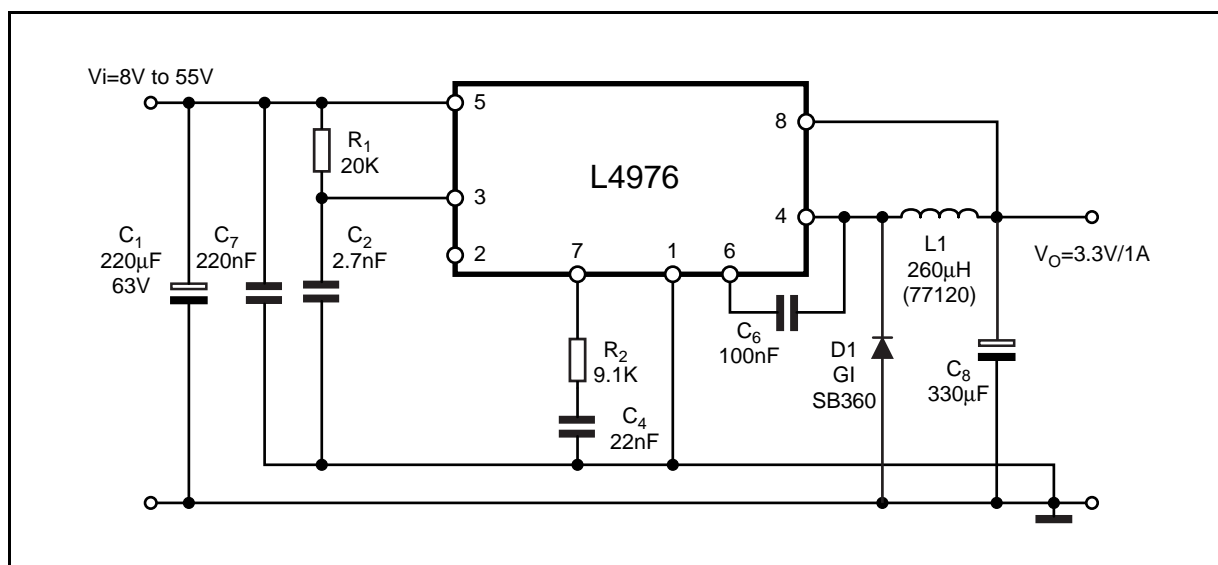 Vi=8V to 55V
5
8
R1
20K
L4976
3
4
C1
220µF
63V
C7
220nF
C2
2.7nF
2
7
1
6
L1
260µH
(77120)
VO=3.3V/1A
C6
100nF
R2
9.1K
D1
GI
SB360
C8
330µF
C4
22nF